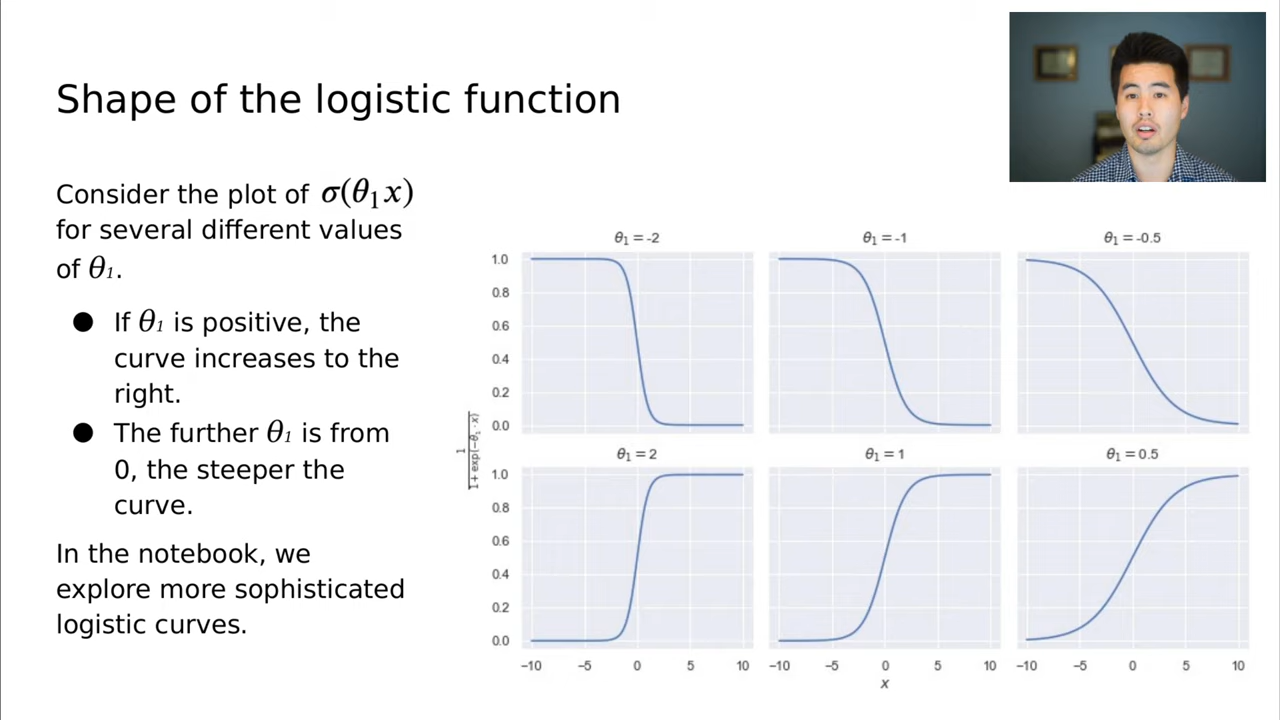 Shape of the logistic function
Consider the plot of σ(θ₁x)
for several different values
of θ₁.
● If θ₁ is positive, the
curve increases to the
right.
● The further θ₁ is from
0, the steeper the
curve.
In the notebook, we
explore more sophisticated
logistic curves.
1 / 1 + exp(−θ₁ · x)
θ₁ = -2
θ₁ = -1
θ₁ = -0.5
1.0
0.8
0.6
0.4
0.2
0.0
θ₁ = 2
θ₁ = 1
θ₁ = 0.5
1.0
0.8
0.6
0.4
0.2
0.0
−10 −5 0 5 10
−10 −5 0 5 10
−10 −5 0 5 10
x